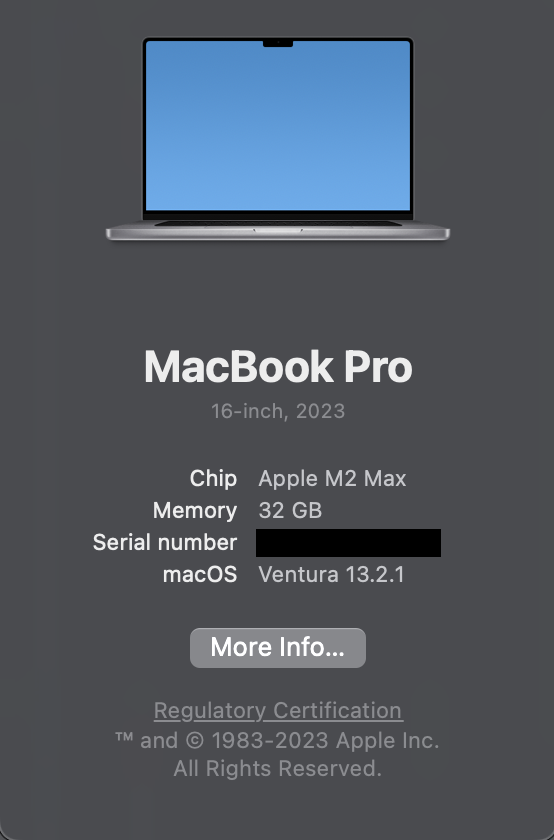 MacBook Pro
16-inch, 2023
Chip Apple M2 Max
Memory 32 GB
Serial number
macOS Ventura 13.2.1
More Info...
Regulatory Certification
™ and © 1983-2023 Apple Inc.
All Rights Reserved.